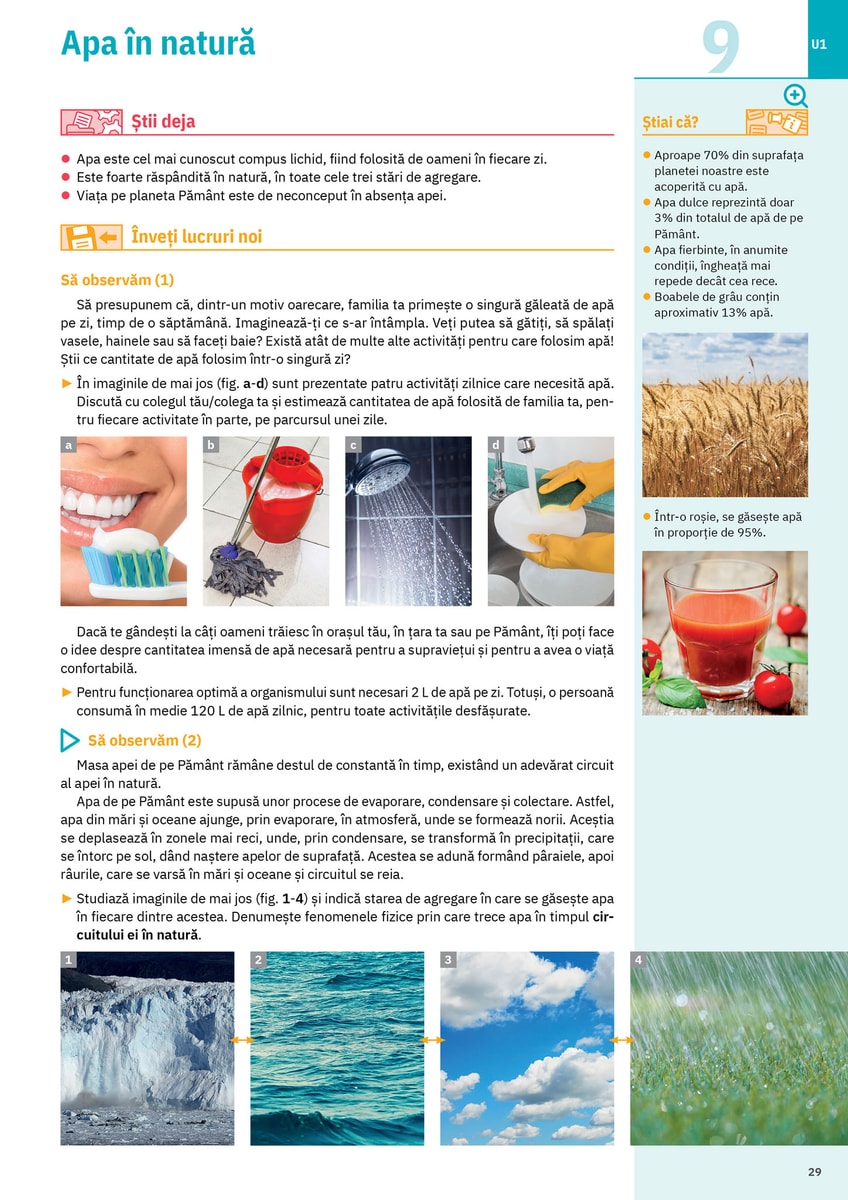 Apa în natură
9
U1
Știi deja
● Apa este cel mai cunoscut compus lichid, fiind folosită de oameni în fiecare zi.
● Este foarte răspândită în natură, în toate cele trei stări de agregare.
● Viața pe planeta Pământ este de neconceput în absența apei.
Înveți lucruri noi
Să observăm (1)
Să presupunem că, dintr-un motiv oarecare, familia ta primește o singură găleată de apă
pe zi, timp de o săptămână. Imaginează-ți ce s-ar întâmpla. Veți putea să gătiți, să spălați
vasele, hainele sau să faceți baie? Există atât de multe alte activități pentru care folosim apa!
Știi ce cantitate de apă folosim într-o singură zi?
► În imaginile de mai jos (fig. a-d) sunt prezentate patru activități zilnice care necesită apă.
Discută cu colegul tău/colega ta și estimează cantitatea de apă folosită de familia ta, pen-
tru fiecare activitate în parte, pe parcursul unei zile.
a
b
c
d
Dacă te gândești la câți oameni trăiesc în orașul tău, în țara ta sau pe Pământ, îți poți face
o idee despre cantitatea imensă de apă necesară pentru a supraviețui și pentru a avea o viață
confortabilă.
► Pentru funcționarea optimă a organismului sunt necesari 2 L de apă pe zi. Totuși, o persoană
consumă în medie 120 L de apă zilnic, pentru toate activitățile desfășurate.
Să observăm (2)
Masa apei de pe Pământ rămâne destul de constantă în timp, existând un adevărat circuit
al apei în natură.
Apa de pe Pământ este supusă unor procese de evaporare, condensare și colectare. Astfel,
apa din mări și oceane ajunge, prin evaporare, în atmosferă, unde se formează norii. Aceștia
se deplasează în zonele mai reci, unde, prin condensare, se transformă în precipitații, care
se întorc pe sol, dând naștere apelor de suprafață. Acestea se adună formând pâraiele, apoi
râurile, care se varsă în mări și oceane și circuitul se reia.
► Studiază imaginile de mai jos (fig. 1-4) și indică starea de agregare în care se găsește apa
în fiecare dintre acestea. Denumește fenomenele fizice prin care trece apa în timpul cir-
cuitului ei în natură.
1
2
3
4
Știai că?
● Aproape 70% din suprafața
planetei noastre este
acoperită cu apă.
● Apa dulce reprezintă doar
3% din totalul de apă de pe
Pământ.
● Apa fierbinte, în anumite
condiții, îngheață mai
repede decât cea rece.
● Boabele de grâu conțin
aproximativ 13% apă.
● Într-o roșie, se găsește apă
în proporție de 95%.
29